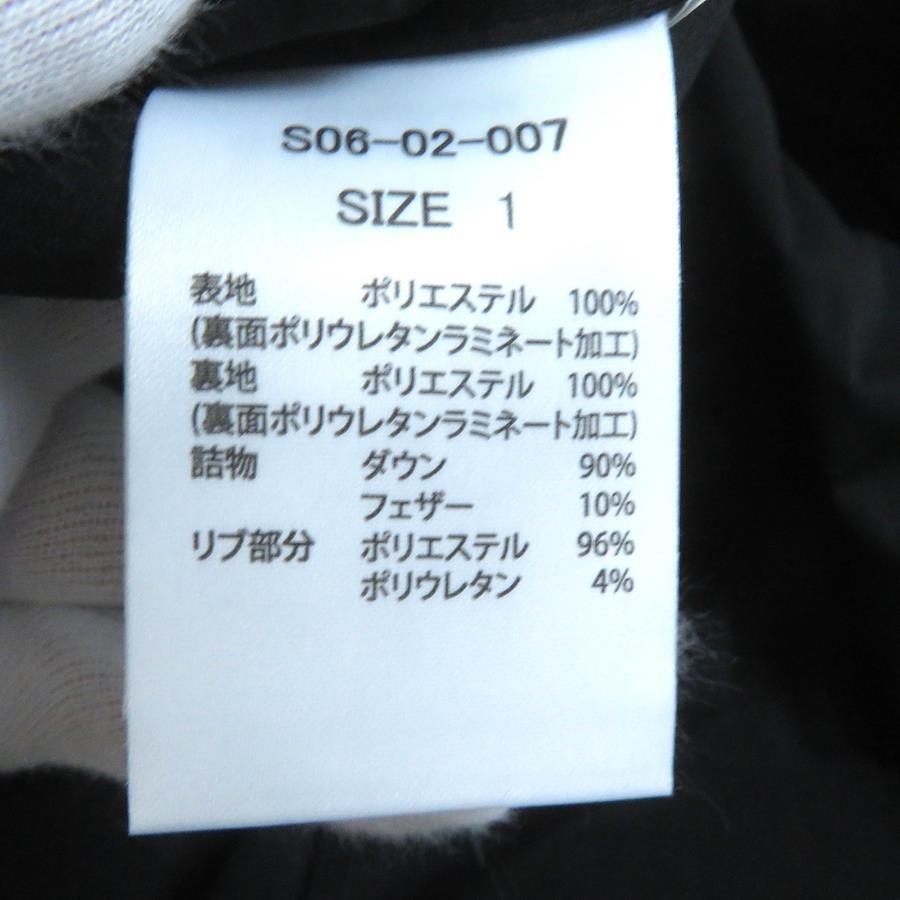 S06-02-007
SIZE 1
表地 ポリエステル 100%
(裏面ポリウレタンラミネート加工)
裏地 ポリエステル 100%
(裏面ポリウレタンラミネート加工)
詰物 ダウン 90%
フェザー 10%
リブ部分 ポリエステル 96%
ポリウレタン 4%